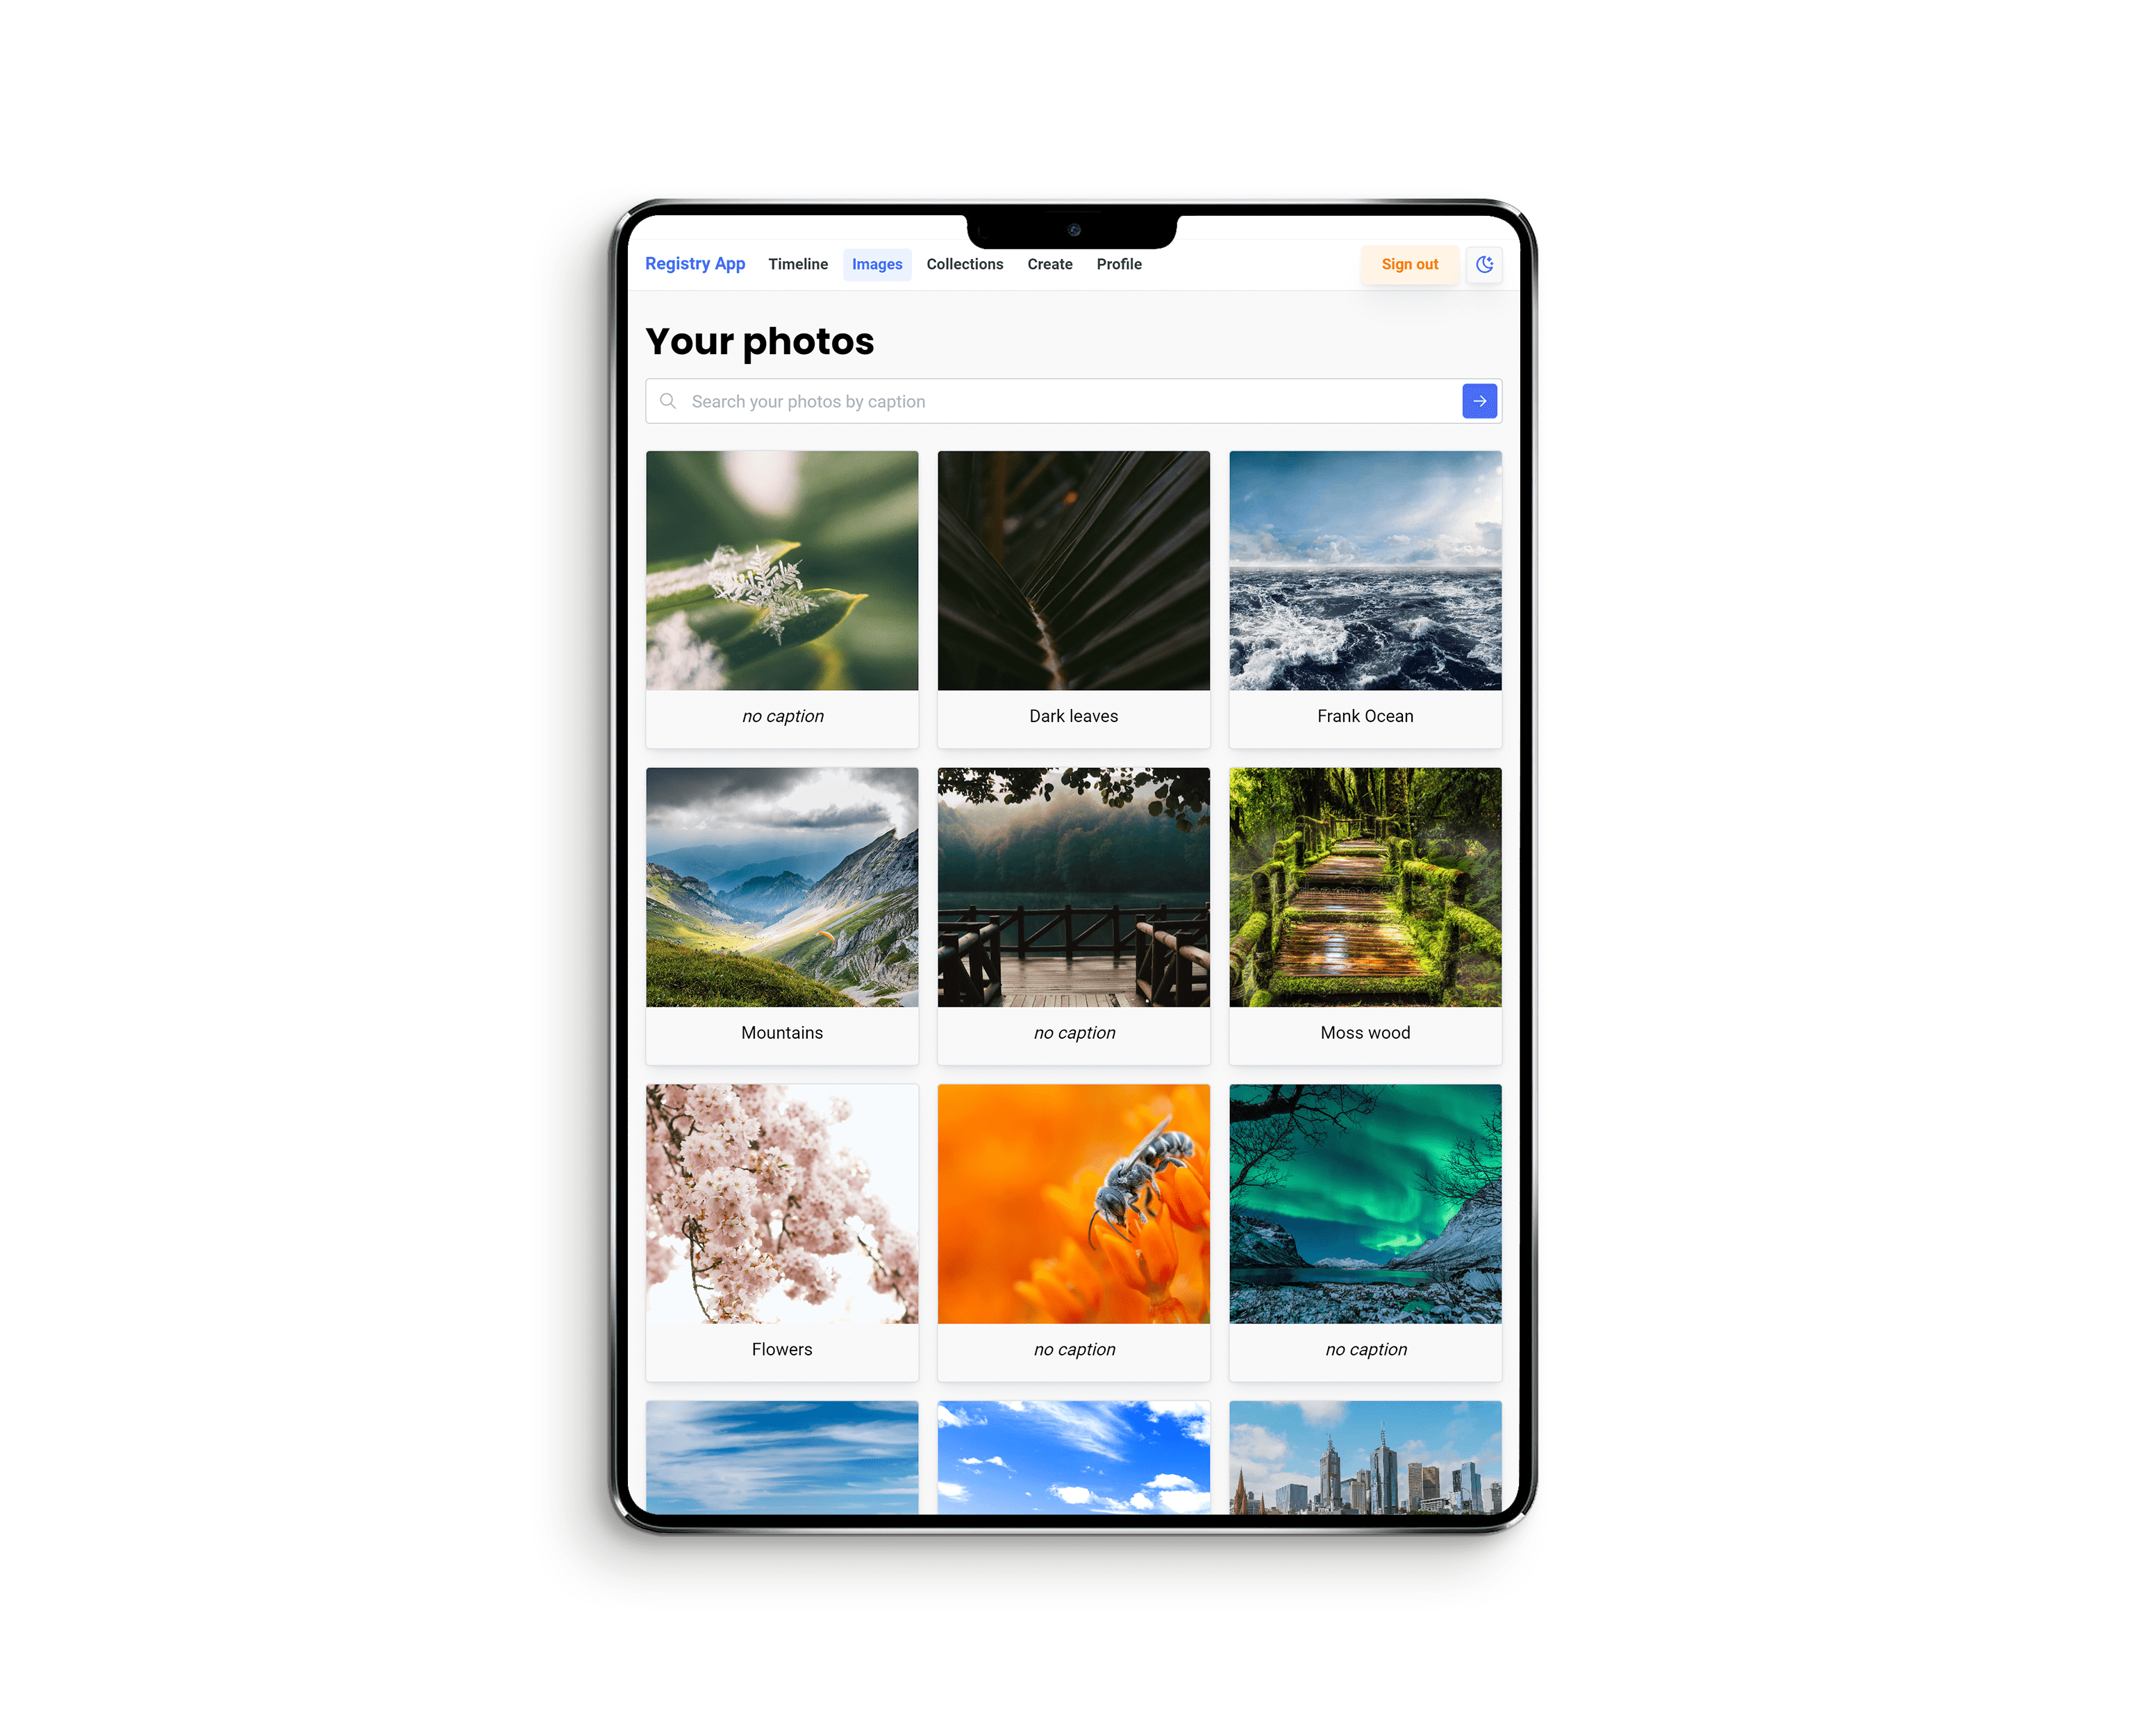 Registry App Timeline Images Collections Create Profile Sign out
Your photos
Search your photos by caption
no caption Dark leaves Frank Ocean
Mountains no caption Moss wood
Flowers no caption no caption